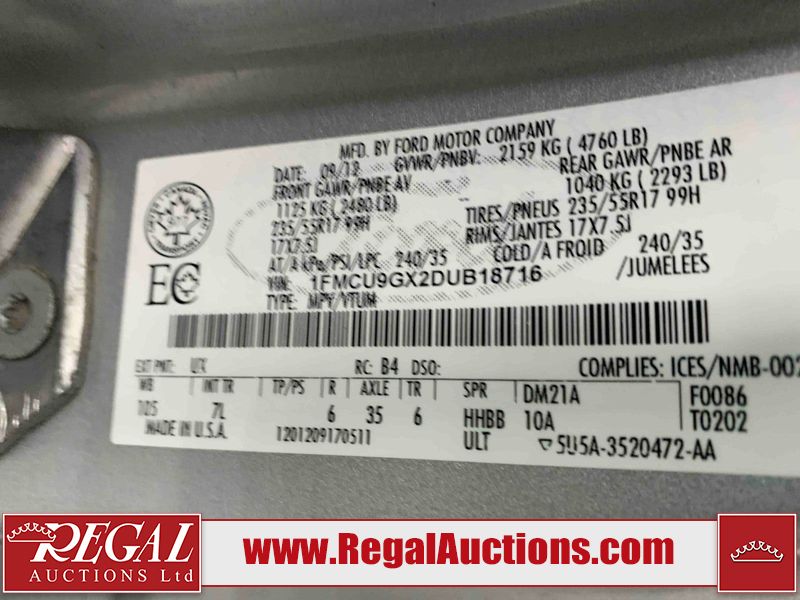 MFD. BY FORD MOTOR COMPANY
DATE: 09/12 GVWR/PNBV: 2159 KG ( 4760 LB)
FRONT GAWR/PNBE AV REAR GAWR/PNBE AR
1125 KG ( 2480 LB) 1040 KG ( 2293 LB)
235/55R17 99H TIRES/PNEUS 235/55R17 99H
17X7.5J RIMS/JANTES 17X7.5J
AT/A kPa/PSI/LPC 240/35 COLD/A FROID 240/35
VIN: 1FMCU9GX2DUB18716 /JUMELEES
TYPE: MPV/VTUM
EC
EXT PNT: UX RC: B4 DSO: COMPLIES: ICES/NMB-002
WB INT TR TP/PS R AXLE TR SPR DM21A F0086
105 7L 6 35 6 HHBB 10A T0202
MADE IN U.S.A. 1201209170511 ULT 5U5A-3520472-AA
REGAL
AUCTIONS Ltd
www.RegalAuctions.com